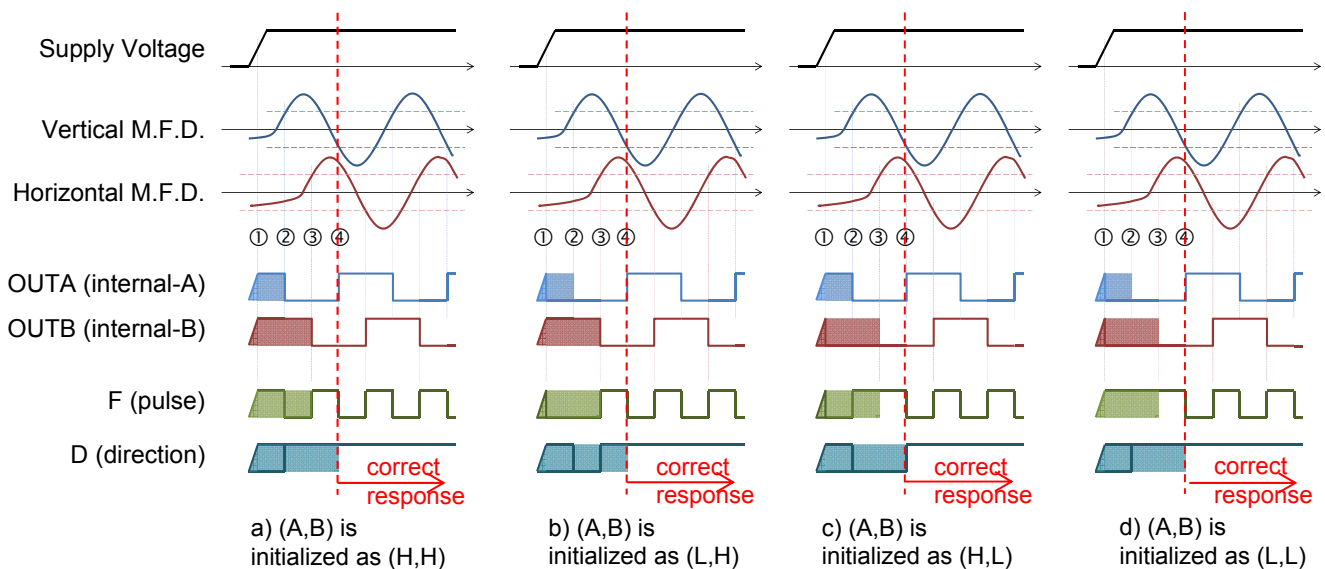 Supply Voltage
Vertical M.F.D.
Horizontal M.F.D.
① ② ③ ④
① ② ③ ④
① ② ③ ④
① ② ③ ④
OUTA (internal-A)
OUTB (internal-B)
F (pulse)
D (direction)
correct
response
correct
response
correct
response
correct
response
a) (A,B) is
initialized as (H,H)
b) (A,B) is
initialized as (L,H)
c) (A,B) is
initialized as (H,L)
d) (A,B) is
initialized as (L,L)